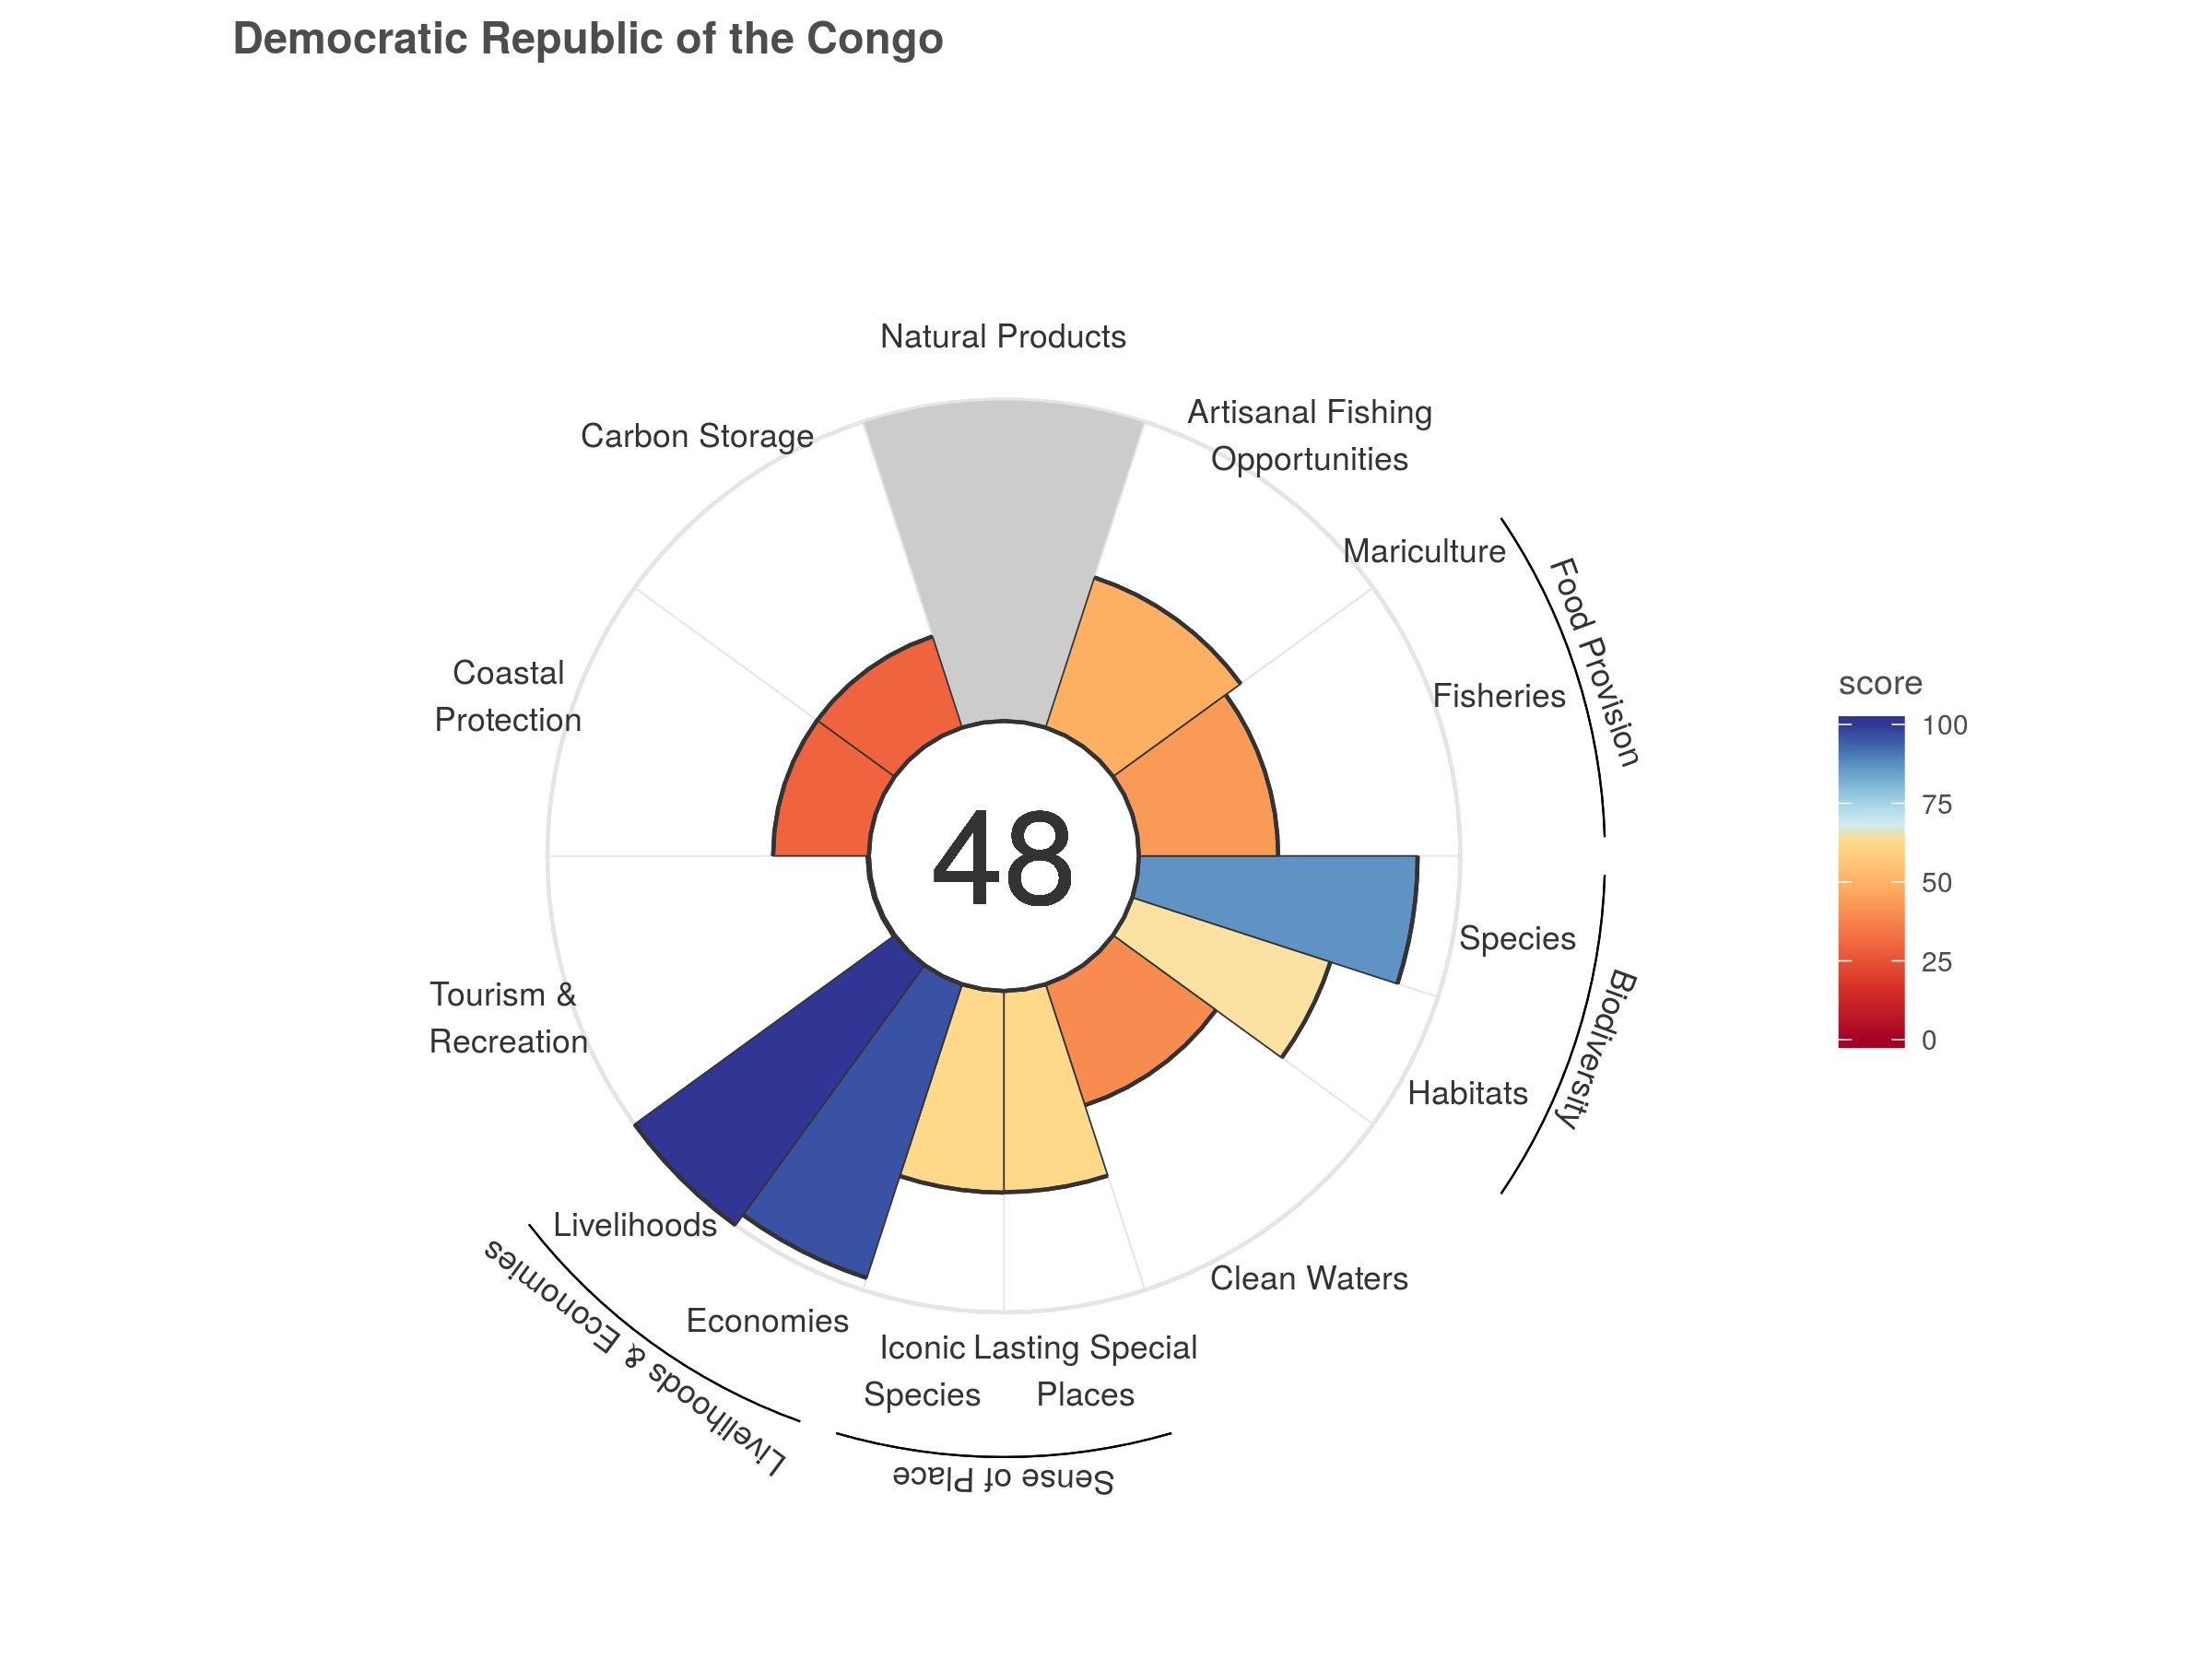 Democratic Republic of the Congo
Natural Products
Artisanal Fishing
Opportunities
Carbon Storage
Mariculture
Food Provision
Fisheries
Coastal
Protection
48
Species
Biodiversity
Habitats
Tourism &
Recreation
Livelihoods
Livelihoods & Economies
Economies
Clean Waters
Iconic
Species
Lasting Special
Places
Sense of Place
score
100
75
50
25
0